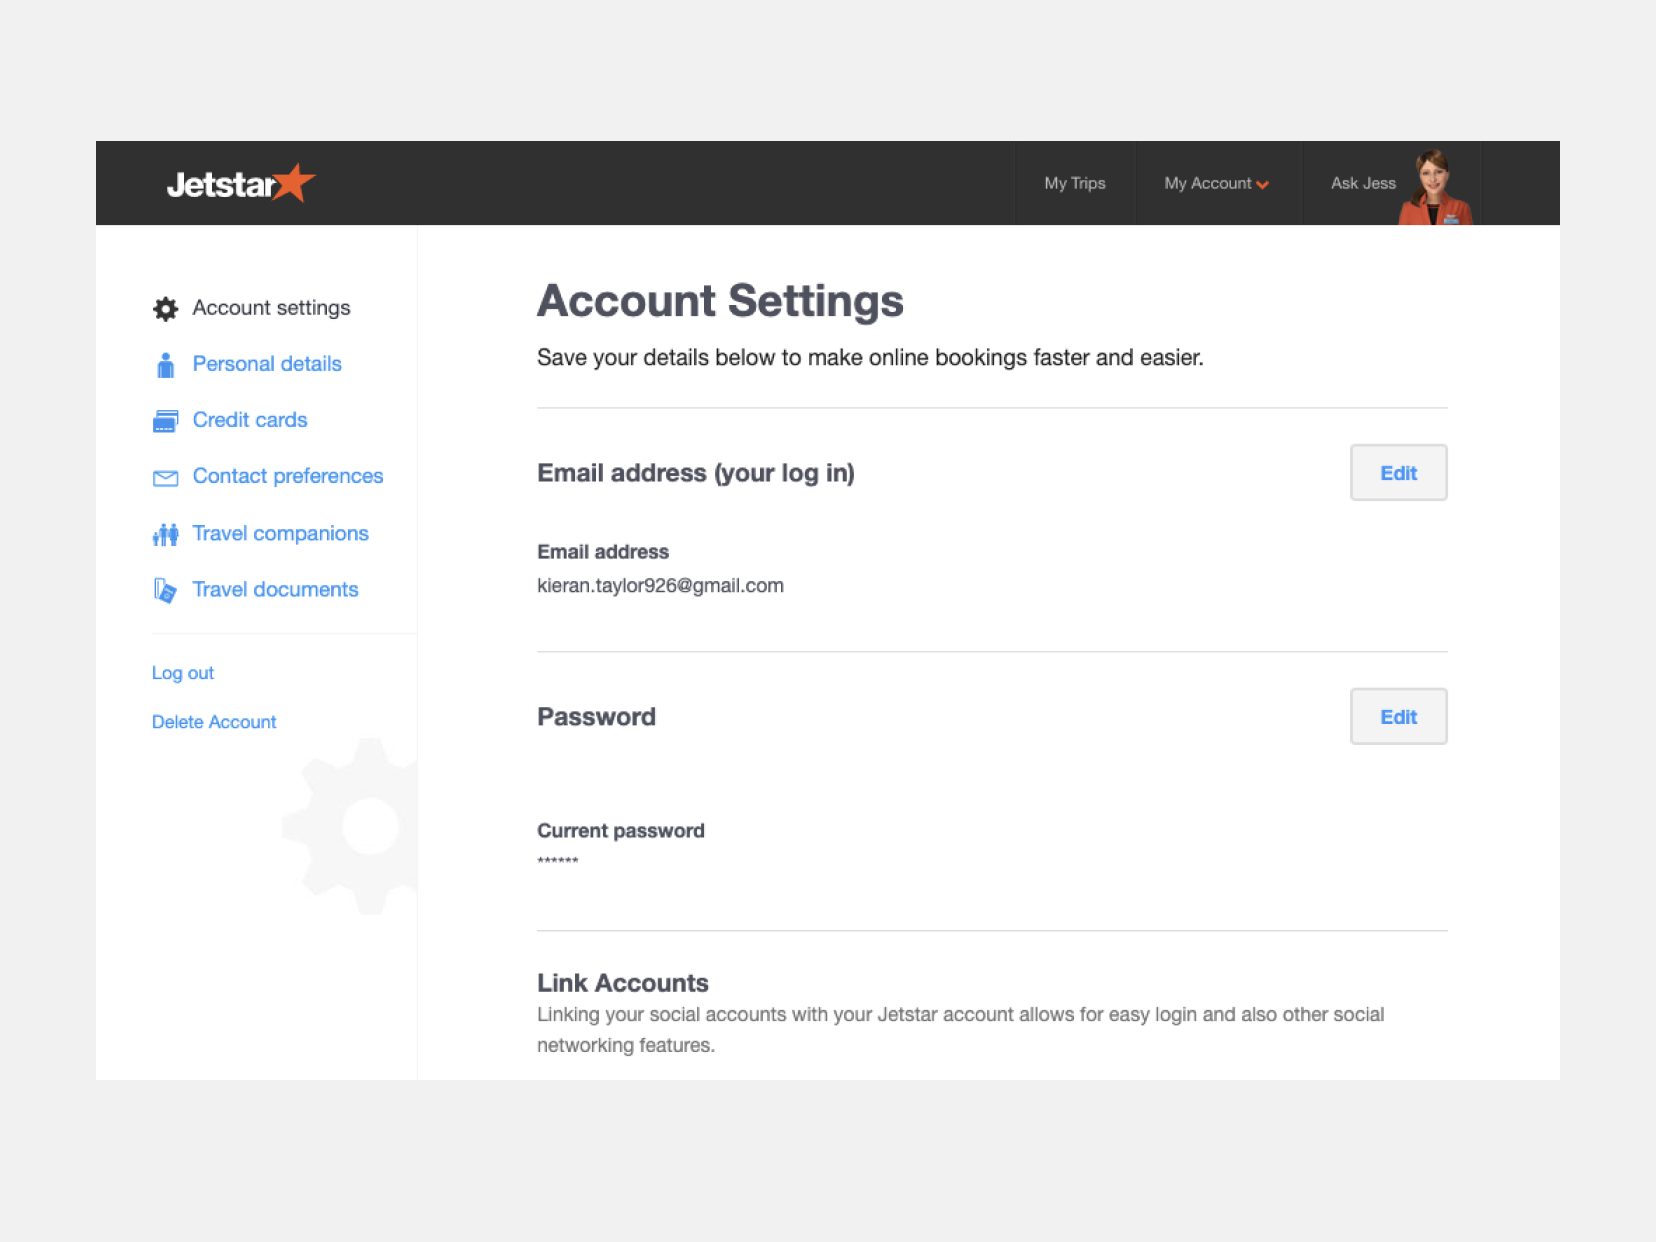 Jetstar
My Trips
My Account
Ask Jess
Account settings
Personal details
Credit cards
Contact preferences
Travel companions
Travel documents
Log out
Delete Account
Account Settings
Save your details below to make online bookings faster and easier.
Email address (your log in)
Edit
Email address
kieran.taylor926@gmail.com
Password
Edit
Current password
******
Link Accounts
Linking your social accounts with your Jetstar account allows for easy login and also other social
networking features.